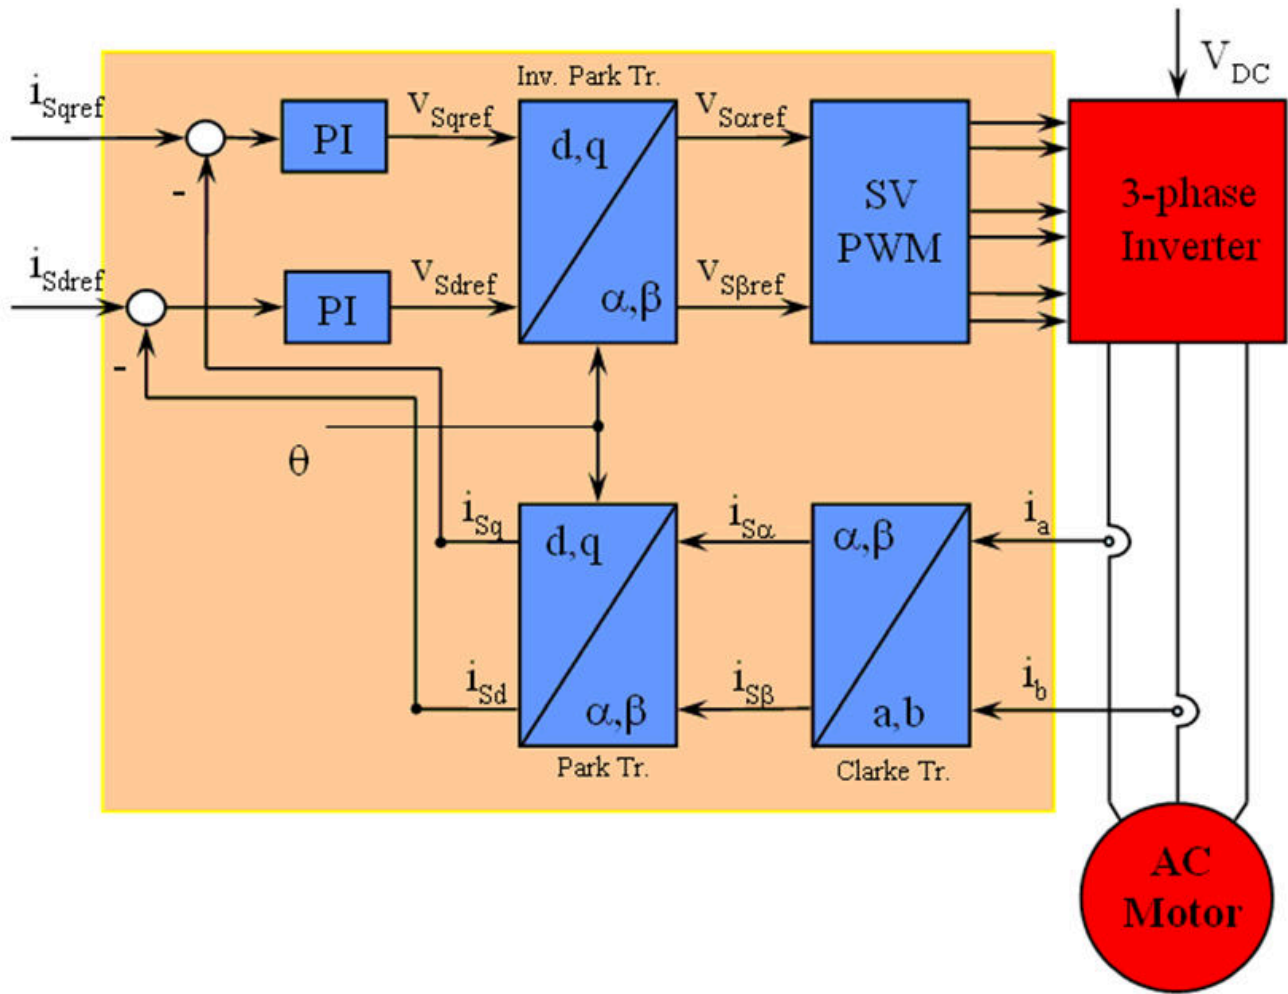 Inv. Park Tr.
V_DC
i_Sqref
PI
v_Sqref
d,q
v_Sαref
SV
PWM
3-phase
Inverter
-
i_Sdref
PI
v_Sdref
α,β
v_Sβref
-
θ
i_Sq
d,q
i_Sα
α,β
i_a
i_Sd
α,β
i_Sβ
a,b
i_b
Park Tr.
Clarke Tr.
AC
Motor